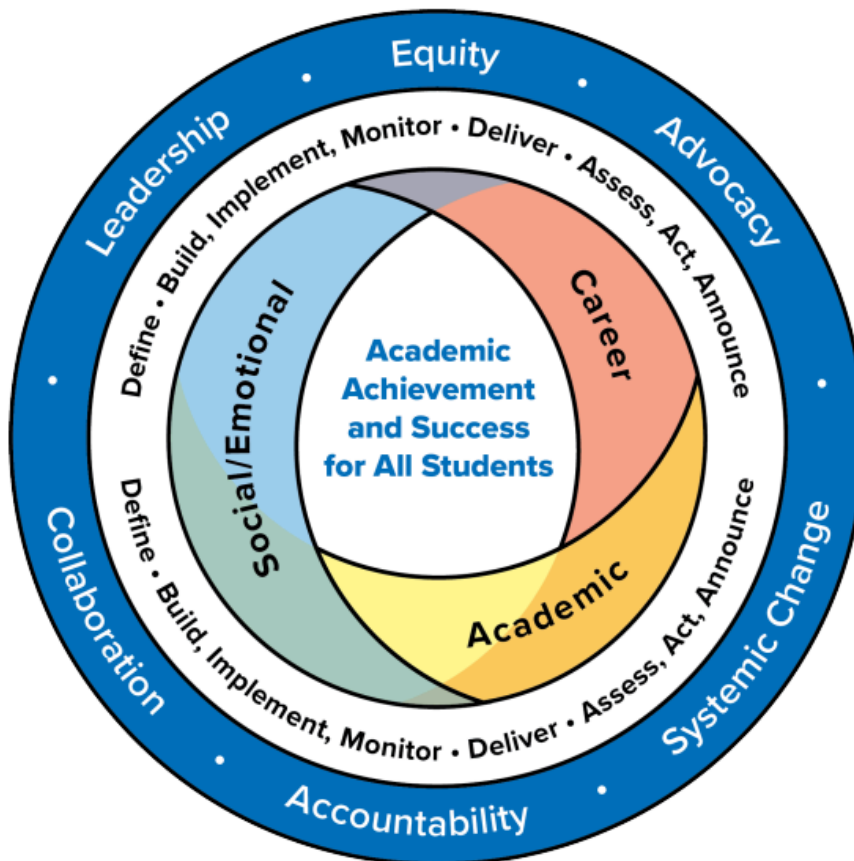 Leadership • Equity • Advocacy
• Collaboration • Accountability • Systemic Change •
Define • Build, Implement, Monitor • Deliver • Assess, Act, Announce
Define • Build, Implement, Monitor • Deliver • Assess, Act, Announce
Social/Emotional
Career
Academic
Academic
Achievement
and Success
for All Students